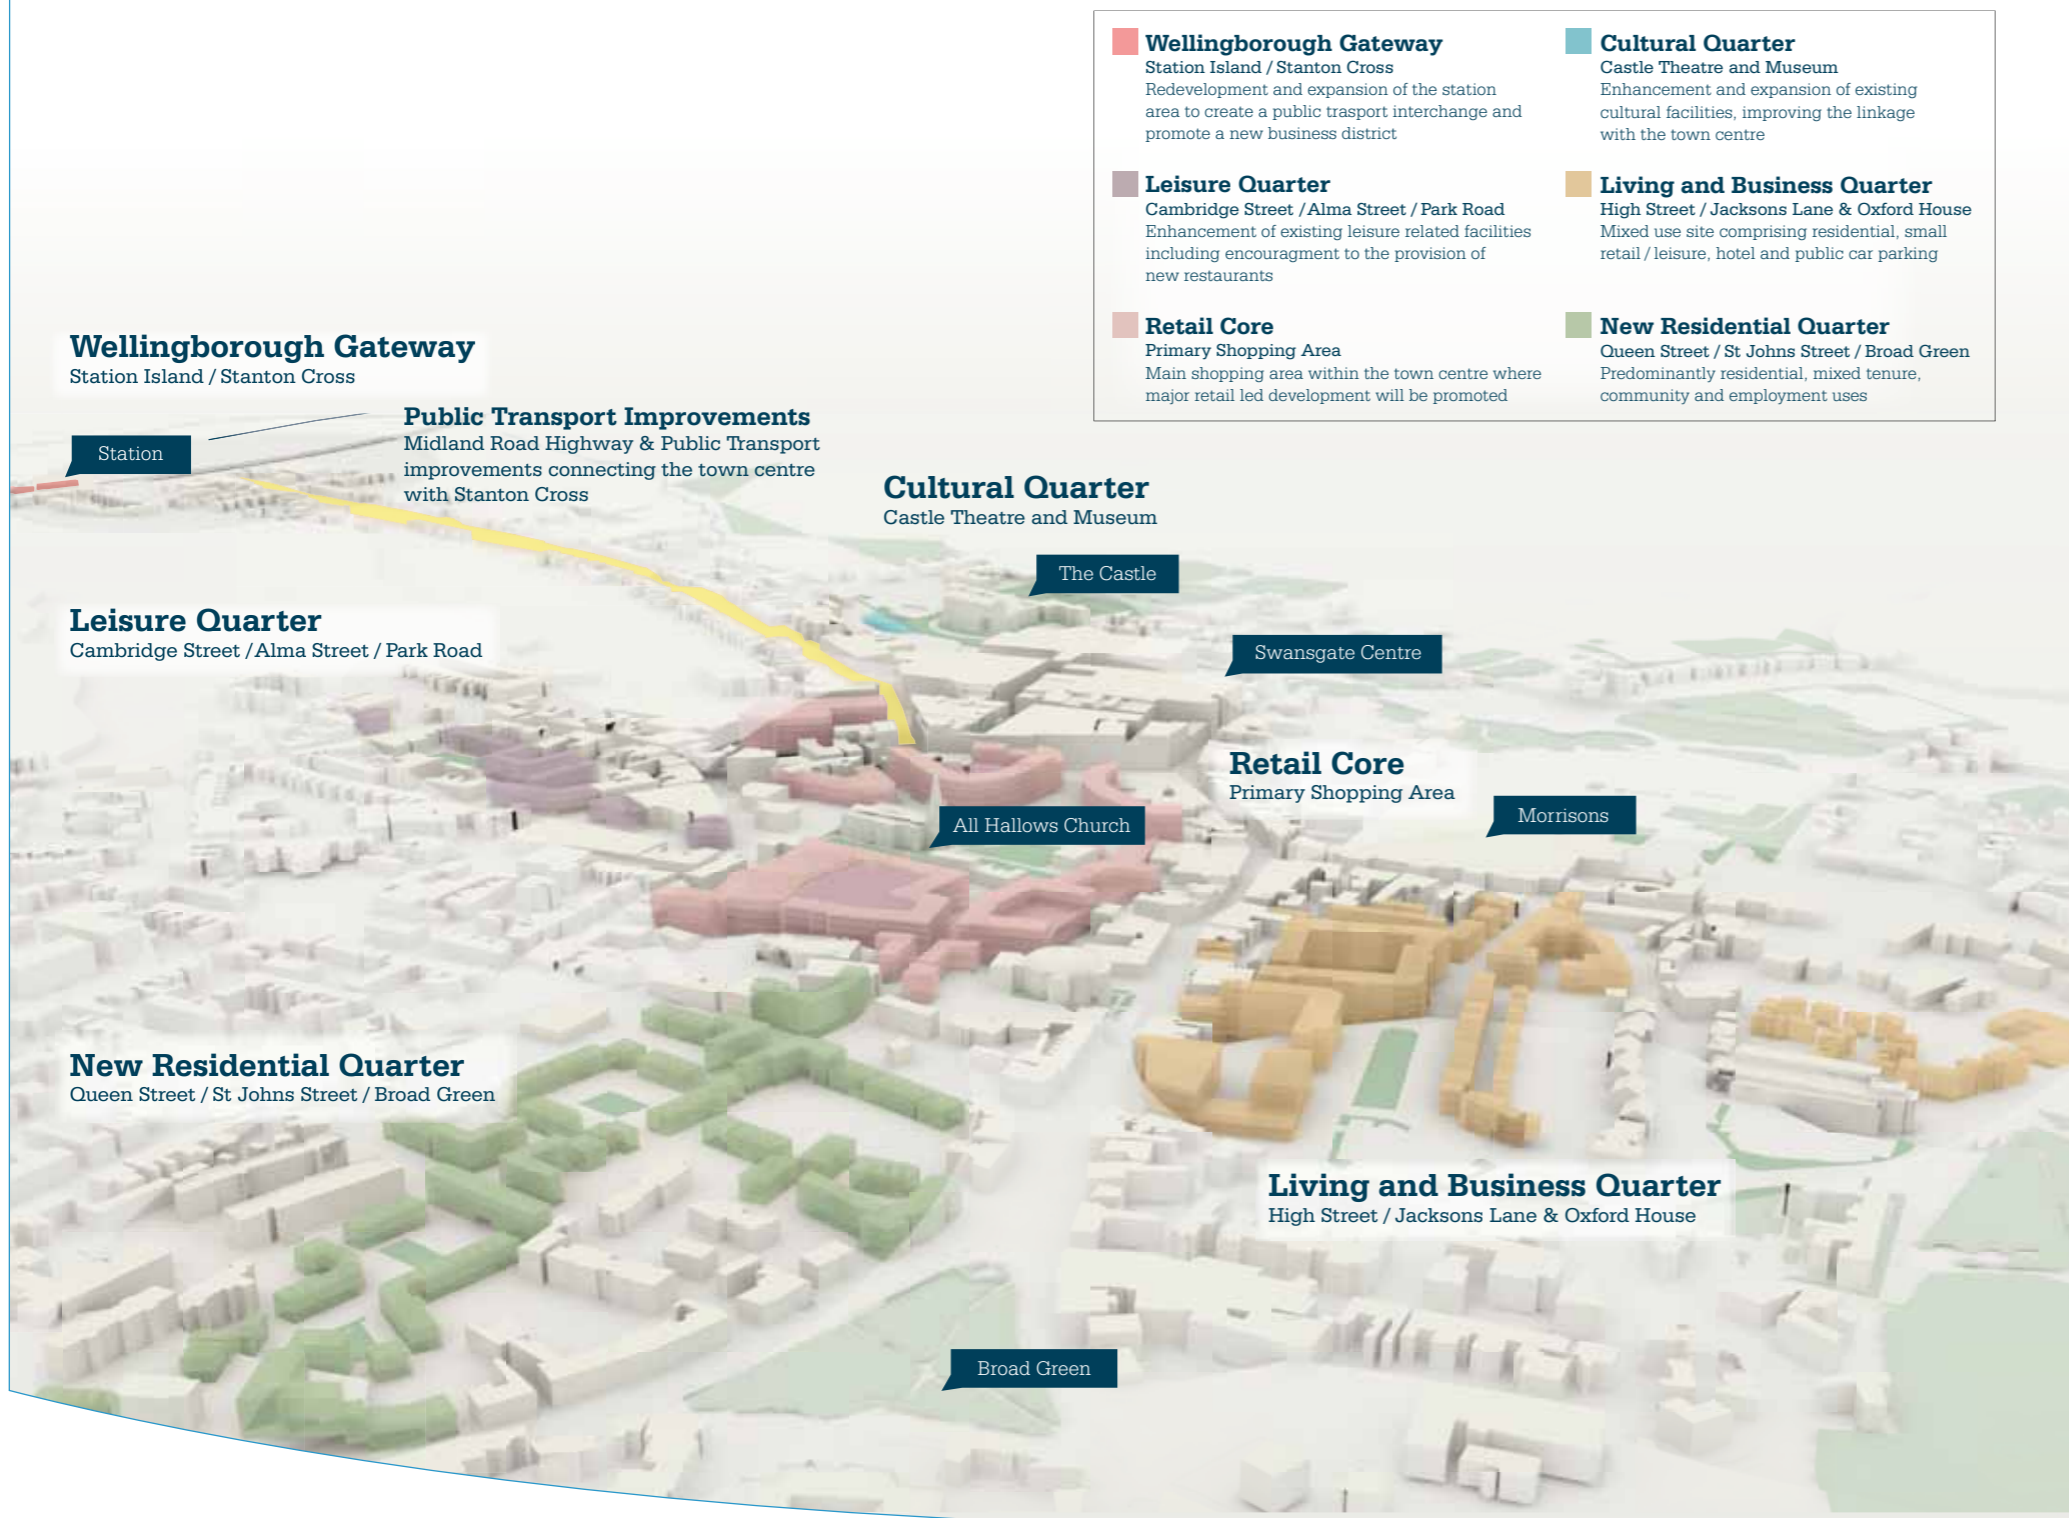 Wellingborough Gateway
Station Island / Stanton Cross
Redevelopment and expansion of the station
area to create a public trasport interchange and
promote a new business district
Cultural Quarter
Castle Theatre and Museum
Enhancement and expansion of existing
cultural facilities, improving the linkage
with the town centre
Leisure Quarter
Cambridge Street / Alma Street / Park Road
Enhancement of existing leisure related facilities
including encouragment to the provision of
new restaurants
Living and Business Quarter
High Street / Jacksons Lane & Oxford House
Mixed use site comprising residential, small
retail / leisure, hotel and public car parking
Retail Core
Primary Shopping Area
Main shopping area within the town centre where
major retail led development will be promoted
New Residential Quarter
Queen Street / St Johns Street / Broad Green
Predominantly residential, mixed tenure,
community and employment uses
Wellingborough Gateway
Station Island / Stanton Cross
Station
Public Transport Improvements
Midland Road Highway & Public Transport
improvements connecting the town centre
with Stanton Cross
Cultural Quarter
Castle Theatre and Museum
The Castle
Leisure Quarter
Cambridge Street / Alma Street / Park Road
Swansgate Centre
Retail Core
Primary Shopping Area
Morrisons
All Hallows Church
New Residential Quarter
Queen Street / St Johns Street / Broad Green
Living and Business Quarter
High Street / Jacksons Lane & Oxford House
Broad Green